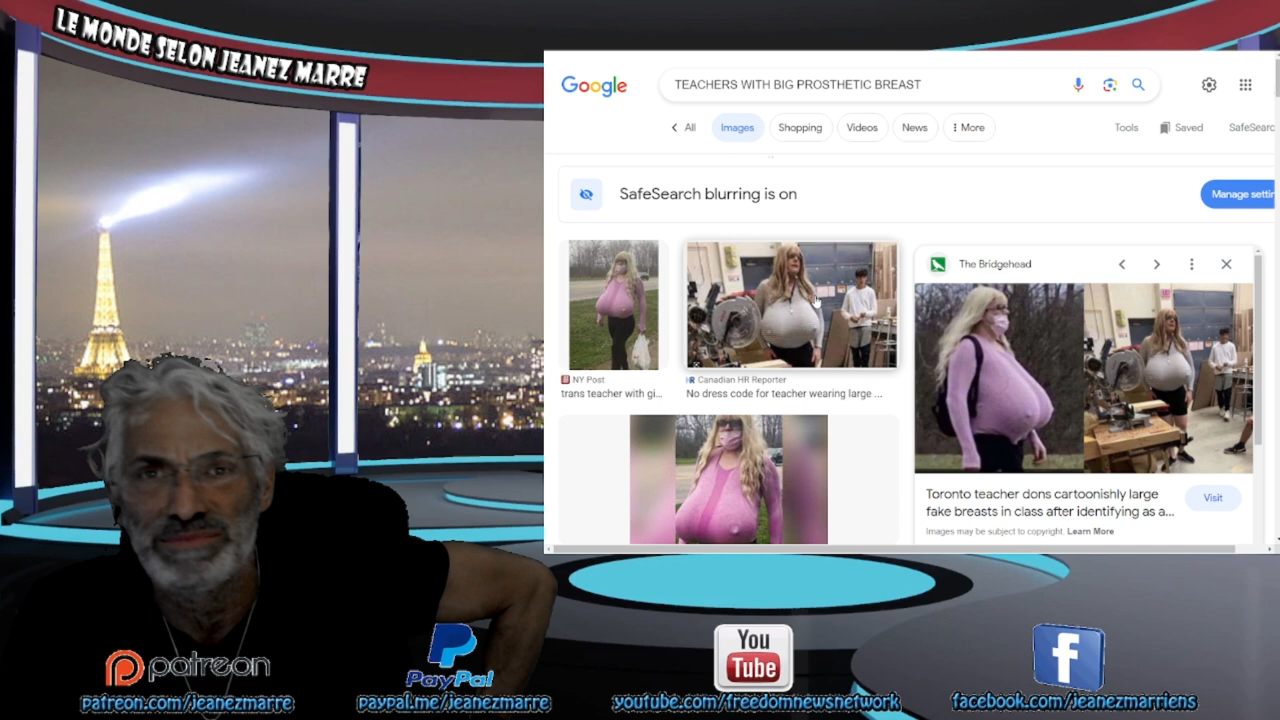 LE MONDE SELON JEANEZ MARRE
Google
TEACHERS WITH BIG PROSTHETIC BREAST
All
Images
Shopping
Videos
News
More
Tools
Saved
SafeSearc
SafeSearch blurring is on
Manage settin
The Bridgehead
NY Post
trans teacher with gi...
Canadian HR Reporter
No dress code for teacher wearing large ...
Toronto teacher dons cartoonishly large
fake breasts in class after identifying as a...
Visit
Images may be subject to copyright. Learn More
patreon
patreon.com/jeanezmarre
PayPal
paypal.me/jeanezmarre
You
Tube
youtube.com/freedomnewsnetwork
f
facebook.com/jeanezmarriens